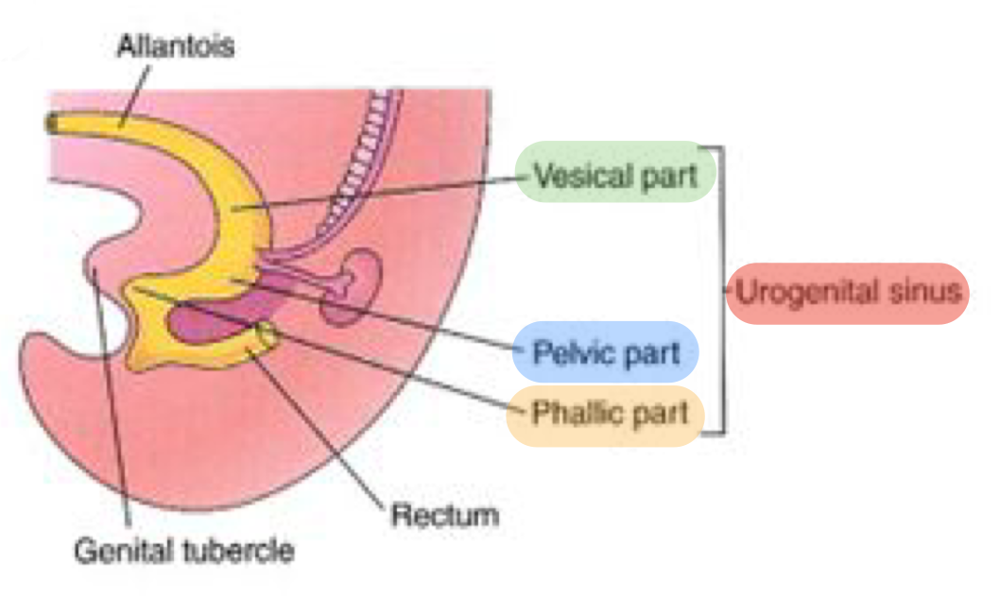 Allantois
Vesical part
Urogenital sinus
Pelvic part
Phallic part
Rectum
Genital tubercle